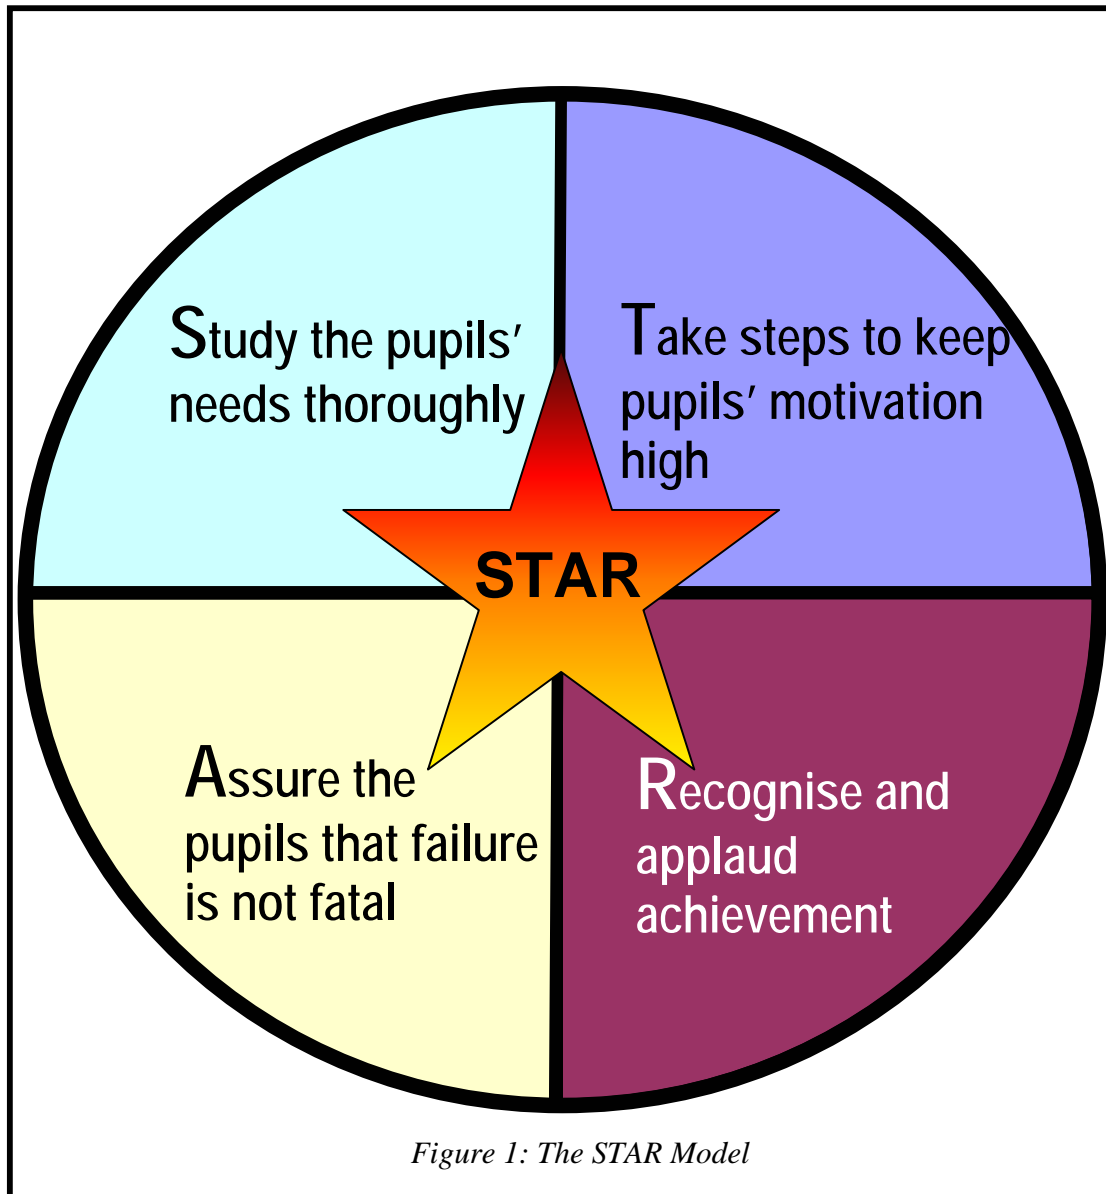 Study the pupils’
needs thoroughly
Take steps to keep
pupils’ motivation
high
STAR
Assure the
pupils that failure
is not fatal
Recognise and
applaud
achievement
Figure 1: The STAR Model